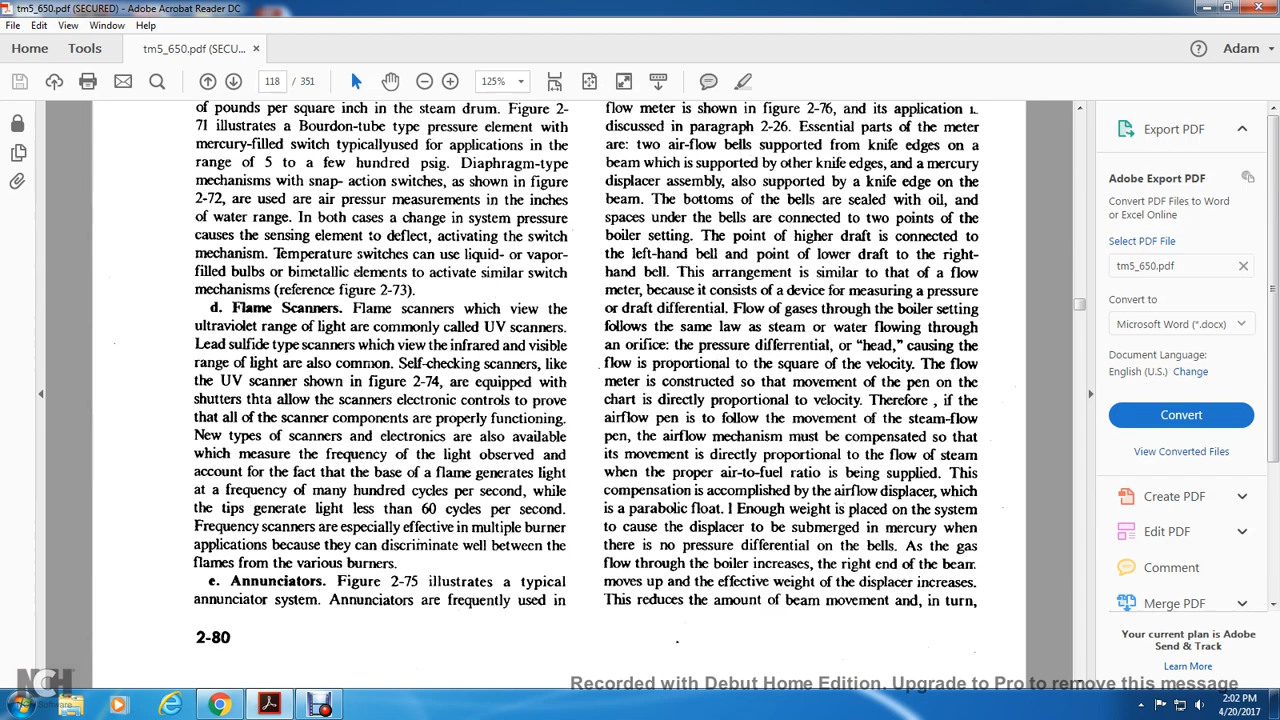 tm5_650.pdf (SECURED) - Adobe Acrobat Reader DC
File Edit View Window Help
Home Tools tm5_650.pdf (SECU... × Adam
118 / 351 125%
of pounds per square inch in the steam drum. Figure 2-
71 illustrates a Bourdon-tube type pressure element with
mercury-filled switch typicallyused for applications in the
range of 5 to a few hundred psig. Diaphragm-type
mechanisms with snap- action switches, as shown in figure
2-72, are used are air pressur measurements in the inches
of water range. In both cases a change in system pressure
causes the sensing element to deflect, activating the switch
mechanism. Temperature switches can use liquid- or vapor-
filled bulbs or bimetallic elements to activate similar switch
mechanisms (reference figure 2-73).
d. Flame Scanners. Flame scanners which view the
ultraviolet range of light are commonly called UV scanners.
Lead sulfide type scanners which view the infrared and visible
range of light are also common. Self-checking scanners, like
the UV scanner shown in figure 2-74, are equipped with
shutters thta allow the scanners electronic controls to prove
that all of the scanner components are properly functioning.
New types of scanners and electronics are also available
which measure the frequency of the light observed and
account for the fact that the base of a flame generates light
at a frequency of many hundred cycles per second, while
the tips generate light less than 60 cycles per second.
Frequency scanners are especially effective in multiple burner
applications because they can discriminate well between the
flames from the various burners.
e. Annunciators. Figure 2-75 illustrates a typical
annunciator system. Annunciators are frequently used in
2-80
flow meter is shown in figure 2-76, and its application
discussed in paragraph 2-26. Essential parts of the meter
are: two air-flow bells supported from knife edges on a
beam which is supported by other knife edges, and a mercury
displacer assembly, also supported by a knife edge on the
beam. The bottoms of the bells are sealed with oil, and
spaces under the bells are connected to two points of the
boiler setting. The point of higher draft is connected to
the left-hand bell and point of lower draft to the right-
hand bell. This arrangement is similar to that of a flow
meter, because it consists of a device for measuring a pressure
or draft differential. Flow of gases through the boiler setting
follows the same law as steam or water flowing through
an orifice: the pressure differrential, or “head,” causing the
flow is proportional to the square of the velocity. The flow
meter is constructed so that movement of the pen on the
chart is directly proportional to velocity. Therefore , if the
airflow pen is to follow the movement of the steam-flow
pen, the airflow mechanism must be compensated so that
its movement is directly proportional to the flow of steam
when the proper air-to-fuel ratio is being supplied. This
compensation is accomplished by the airflow displacer, which
is a parabolic float. l Enough weight is placed on the system
to cause the displacer to be submerged in mercury when
there is no pressure differential on the bells. As the gas
flow through the boiler increases, the right end of the beam
moves up and the effective weight of the displacer increases.
This reduces the amount of beam movement and, in turn,
Export PDF
Adobe Export PDF
Convert PDF Files to Word
or Excel Online
Select PDF File
tm5_650.pdf
Convert to
Microsoft Word (*.docx)
Document Language:
English (U.S.) Change
Convert
View Converted Files
Create PDF
Edit PDF
Comment
Merge PDF
Your current plan is Adobe
Send & Track
Learn More
NCH
Software
Recorded with Debut Home Edition. Upgrade to Pro to remove this message
2:02 PM
4/20/2017